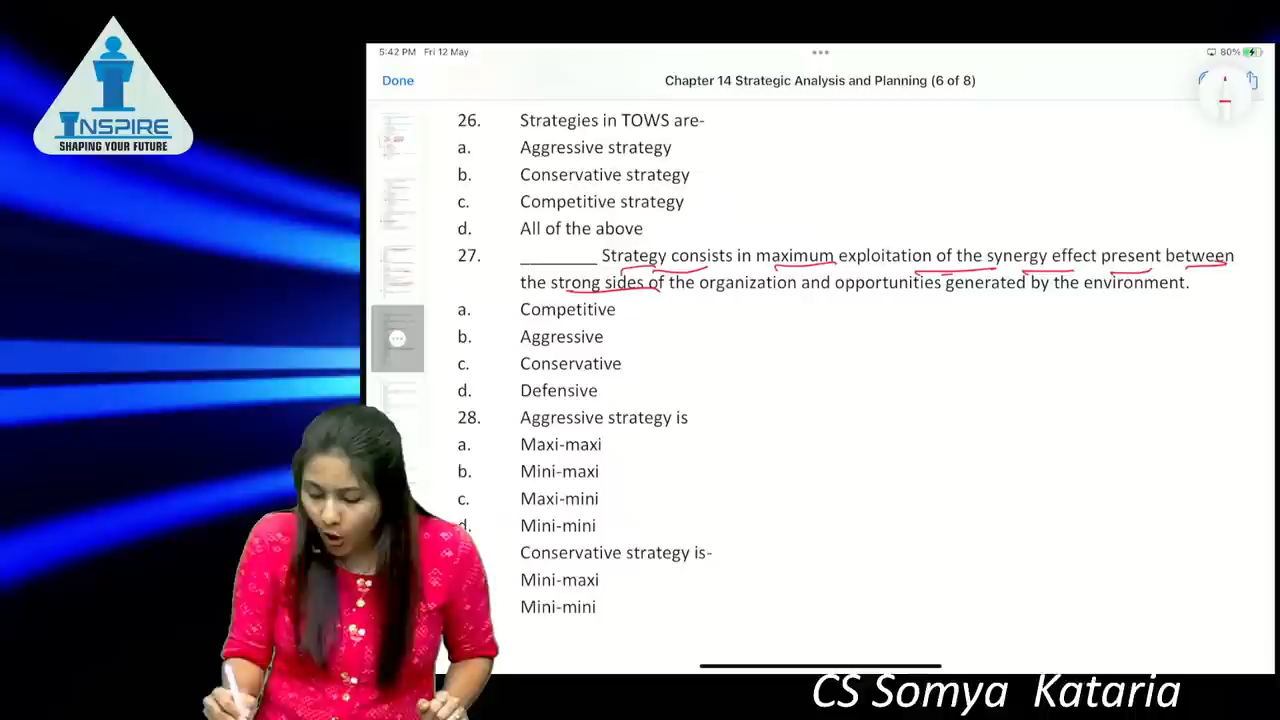 INSPIRE
SHAPING YOUR FUTURE
5:42 PM Fri 12 May
80%
Done
Chapter 14 Strategic Analysis and Planning (6 of 8)
26. Strategies in TOWS are-
a. Aggressive strategy
b. Conservative strategy
c. Competitive strategy
d. All of the above
27. ________ Strategy consists in maximum exploitation of the synergy effect present between
the strong sides of the organization and opportunities generated by the environment.
a. Competitive
b. Aggressive
c. Conservative
d. Defensive
28. Aggressive strategy is
a. Maxi-maxi
b. Mini-maxi
c. Maxi-mini
d. Mini-mini
Conservative strategy is-
Mini-maxi
Mini-mini
CS Somya Kataria